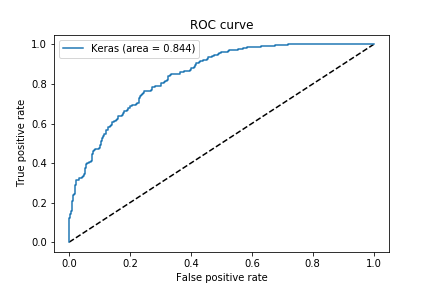 ROC curve
Keras (area = 0.844)
True positive rate
1.0
0.8
0.6
0.4
0.2
0.0
0.0 0.2 0.4 0.6 0.8 1.0
False positive rate